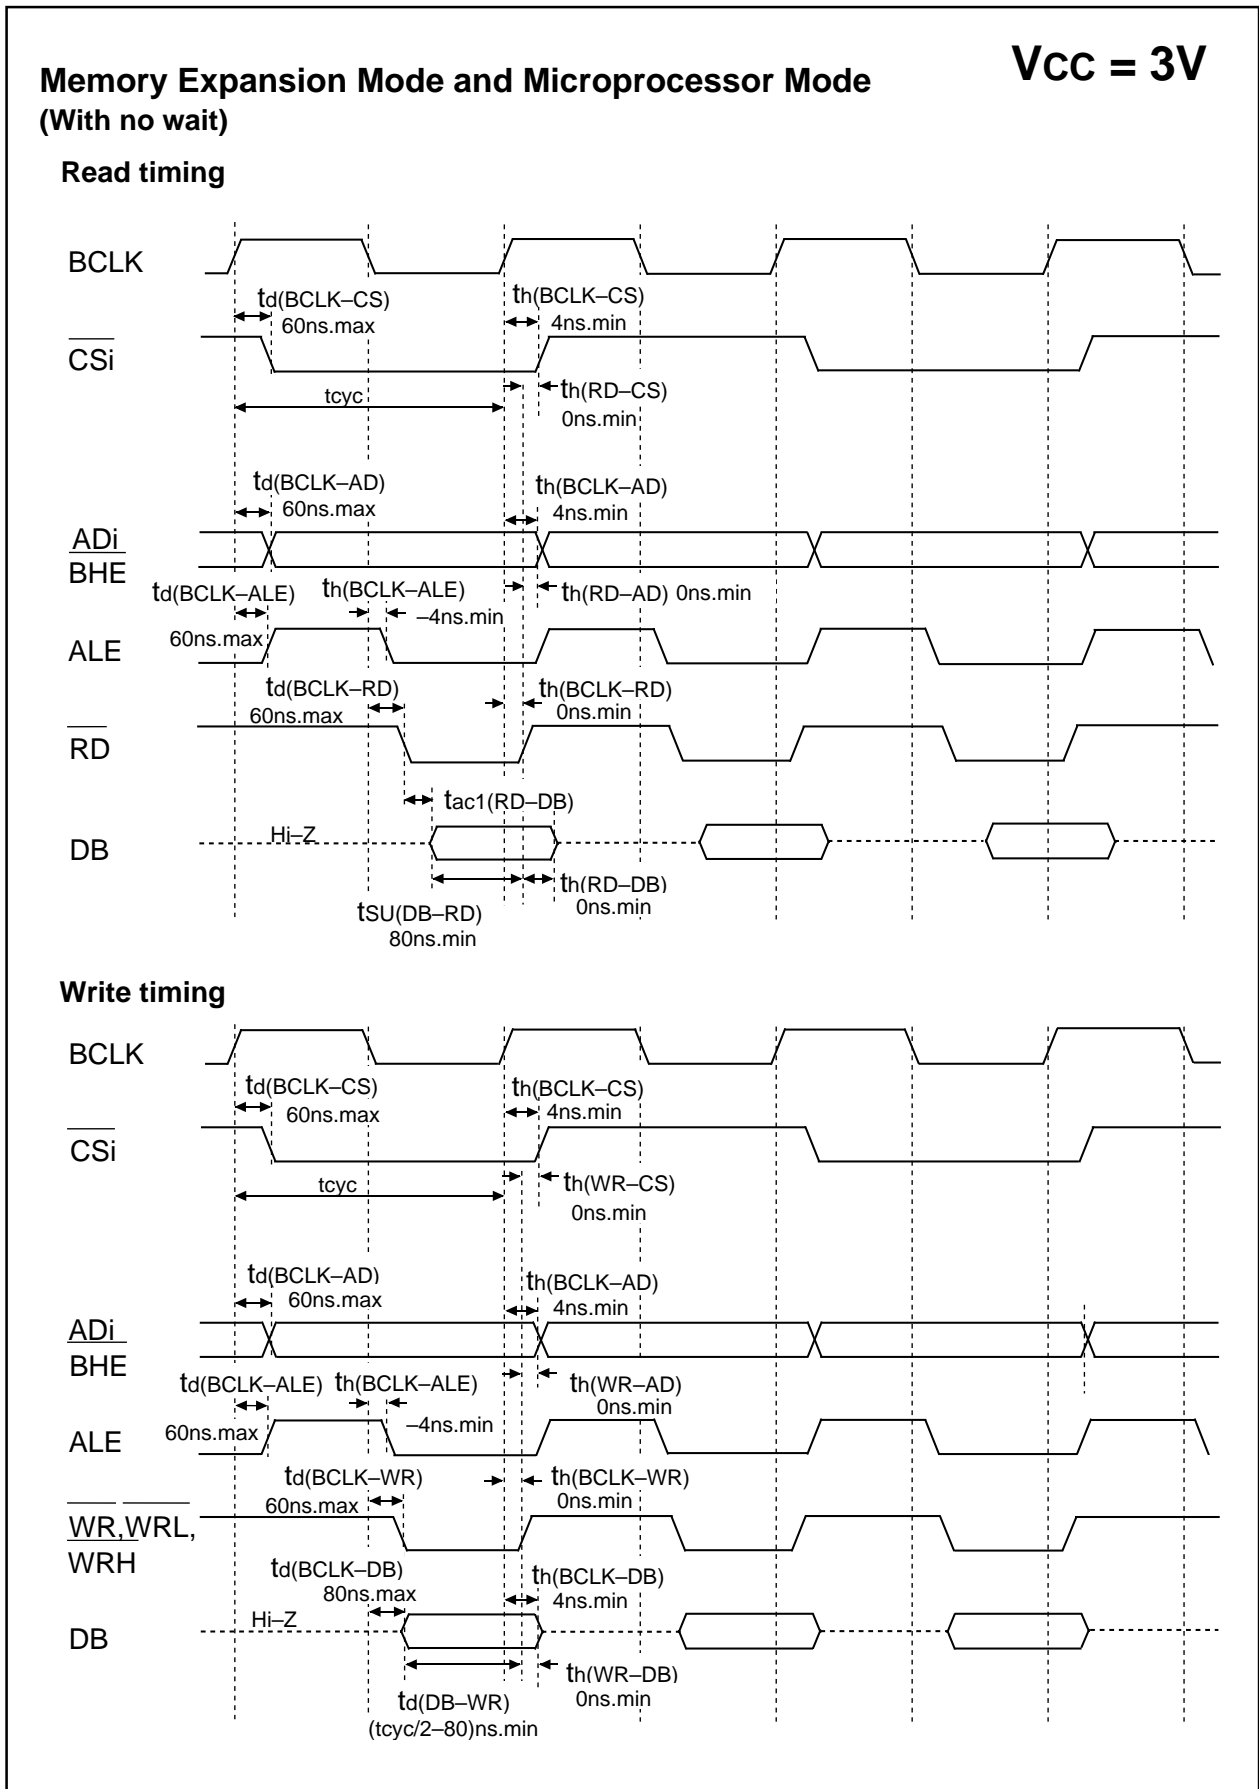 Memory Expansion Mode and Microprocessor Mode
VCC = 3V
(With no wait)
Read timing
BCLK
td(BCLK–CS)
60ns.max
th(BCLK–CS)
4ns.min
CSi
tcyc
th(RD–CS)
0ns.min
td(BCLK–AD)
60ns.max
th(BCLK–AD)
4ns.min
ADi
BHE
td(BCLK–ALE)
60ns.max
th(BCLK–ALE)
–4ns.min
th(RD–AD) 0ns.min
ALE
td(BCLK–RD)
60ns.max
th(BCLK–RD)
0ns.min
RD
tac1(RD–DB)
Hi–Z
DB
th(RD–DB)
0ns.min
tSU(DB–RD)
80ns.min
Write timing
BCLK
td(BCLK–CS)
60ns.max
th(BCLK–CS)
4ns.min
CSi
tcyc
th(WR–CS)
0ns.min
td(BCLK–AD)
60ns.max
th(BCLK–AD)
4ns.min
ADi
BHE
td(BCLK–ALE)
60ns.max
th(BCLK–ALE)
–4ns.min
th(WR–AD)
0ns.min
ALE
td(BCLK–WR)
60ns.max
th(BCLK–WR)
0ns.min
WR,WRL,
WRH
td(BCLK–DB)
80ns.max
th(BCLK–DB)
4ns.min
Hi–Z
DB
th(WR–DB)
0ns.min
td(DB–WR)
(tcyc/2–80)ns.min